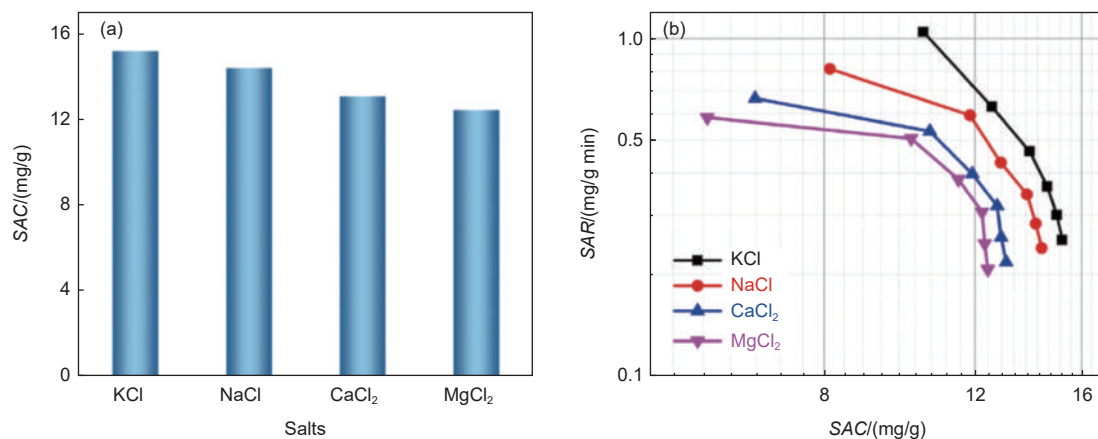 (a)
SAC/(mg/g)
16
12
8
4
0
KCl
NaCl
CaCl₂
MgCl₂
Salts
(b)
SAR/(mg/g min)
1.0
0.5
0.1
KCl
NaCl
CaCl₂
MgCl₂
8
12
16
SAC/(mg/g)